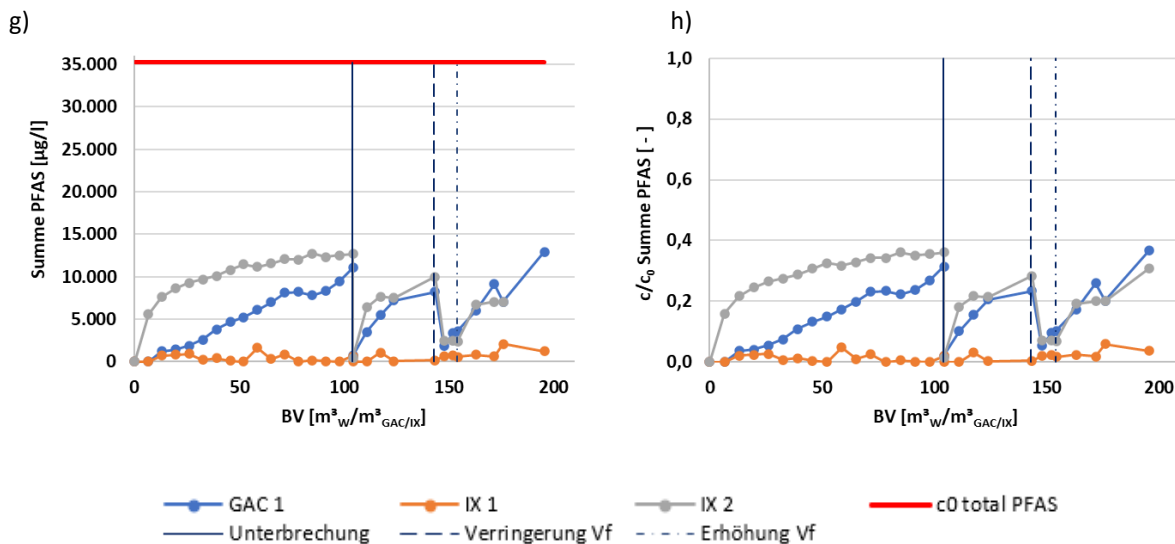 g)
Summe PFAS [µg/l]
35.000
30.000
25.000
20.000
15.000
10.000
5.000
0
0
50
100
150
200
BV [m³W/m³GAC/IX]
h)
c/c0 Summe PFAS [ - ]
1,0
0,8
0,6
0,4
0,2
0,0
0
50
100
150
200
BV [m³W/m³GAC/IX]
GAC 1
IX 1
IX 2
c0 total PFAS
Unterbrechung
Verringerung Vf
Erhöhung Vf